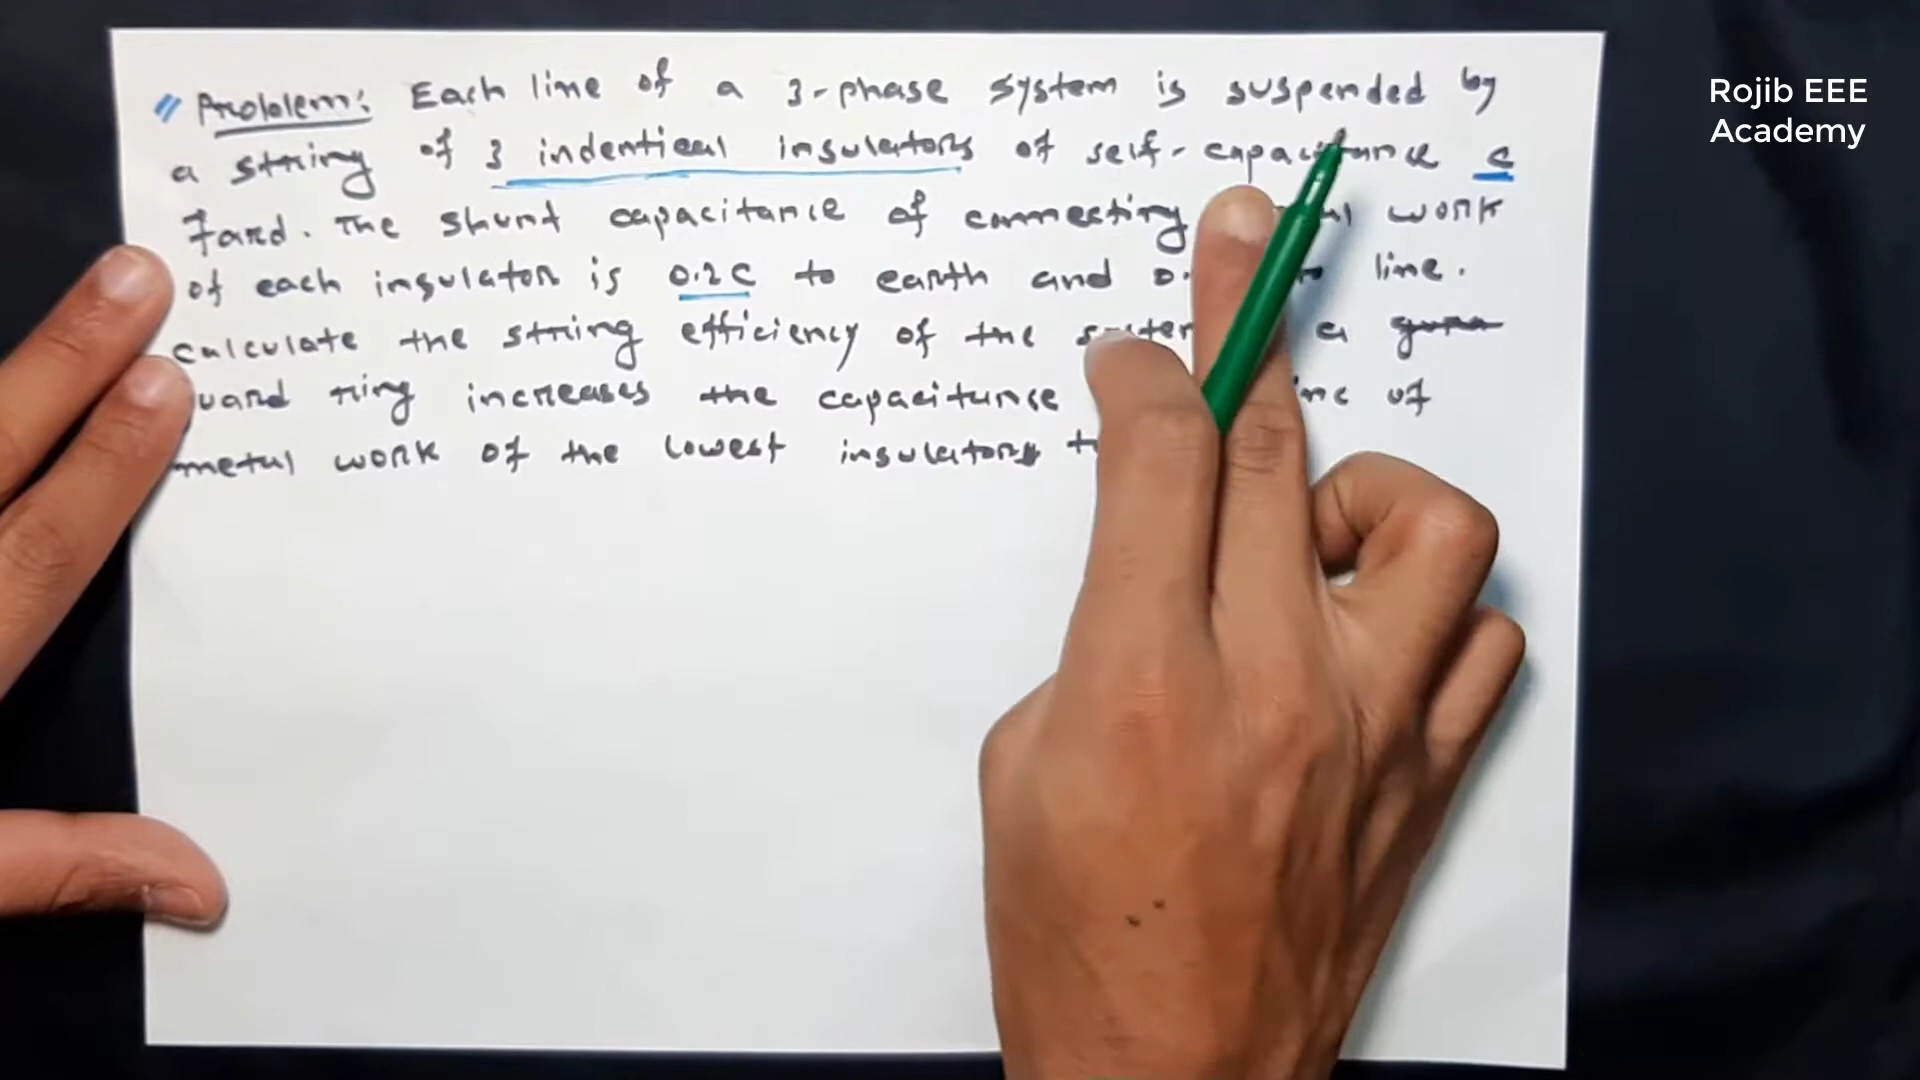 Problem: Each line of a 3-phase system is suspended by
a string of 3 indentical insulators of self-capacitance c
farad. The shunt capacitance of connecting work
of each insulator is 0.2C to earth and line.
calculate the string efficiency of the a
ring increases the capacitance of
metal work of the lowest insulator
Rojib EEE
Academy